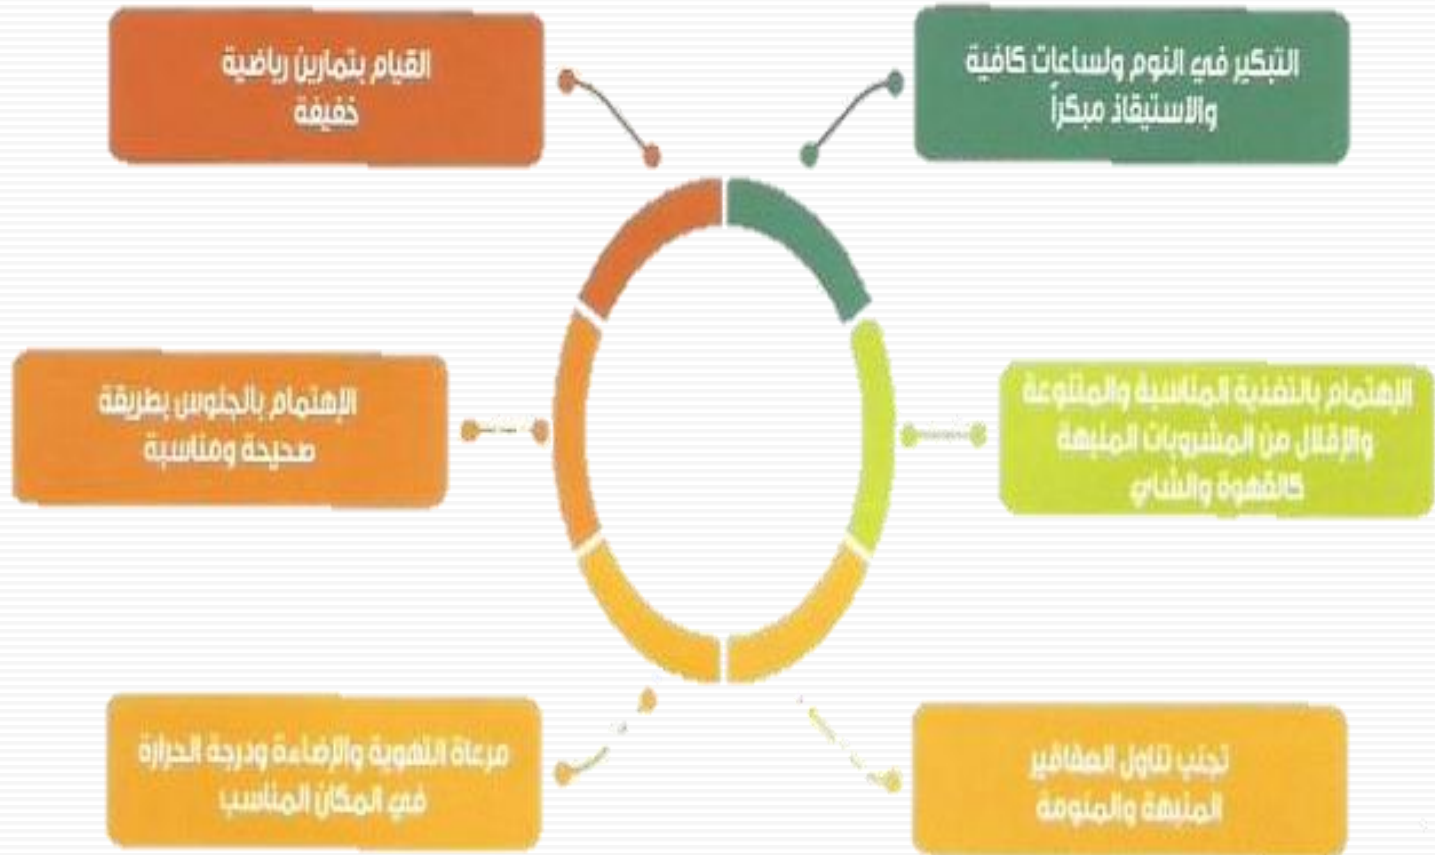 التبكير في النوم ولساعات كافية
والاستيقاذ مبكراً
الإهتمام بالتغذية المناسبة والمتنوعة
والإقلال من المشروبات المنبهة
كالقهوة والشاي
تجنب تناول العقاقير
المنبهة والمنومة
مرعاة التهوية والإضاءة ودرجة الحرارة
في المكان المناسب
الإهتمام بالجلوس بطريقة
صحيحة ومناسبة
القيام بتمارين رياضية
خفيفة